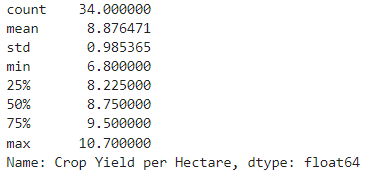 count    34.000000
mean      8.876471
std       0.985365
min       6.800000
25%       8.225000
50%       8.750000
75%       9.500000
max      10.700000
Name: Crop Yield per Hectare, dtype: float64